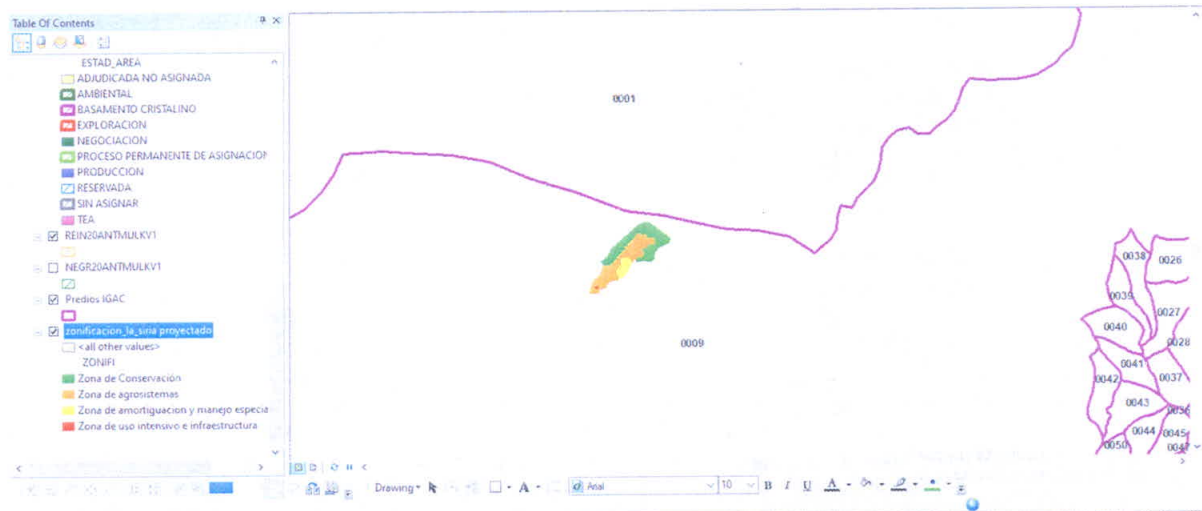 Table Of Contents
ESTAD_AREA
ADJUDICADA NO ASIGNADA
AMBIENTAL
BASAMENTO CRISTALINO
EXPLORACION
NEGOCIACION
PROCESO PERMANENTE DE ASIGNACION
PRODUCCION
RESERVADA
SIN ASIGNAR
TEA
REIN20ANTMULKV1
NEGR20ANTMULKV1
Predios IGAC
zonificacion_la_siria proyectado
<all other values>
ZONIFI
Zona de Conservación
Zona de agrosistemas
Zona de amortiguacion y manejo especia
Zona de uso intensivo e infraestructura
0001
0009
0038
0026
0039
0027
0040
0028
0041
0042
0037
0043
0036
0044
0045
0050
0047
Drawing
A
Arial
10
B I U A